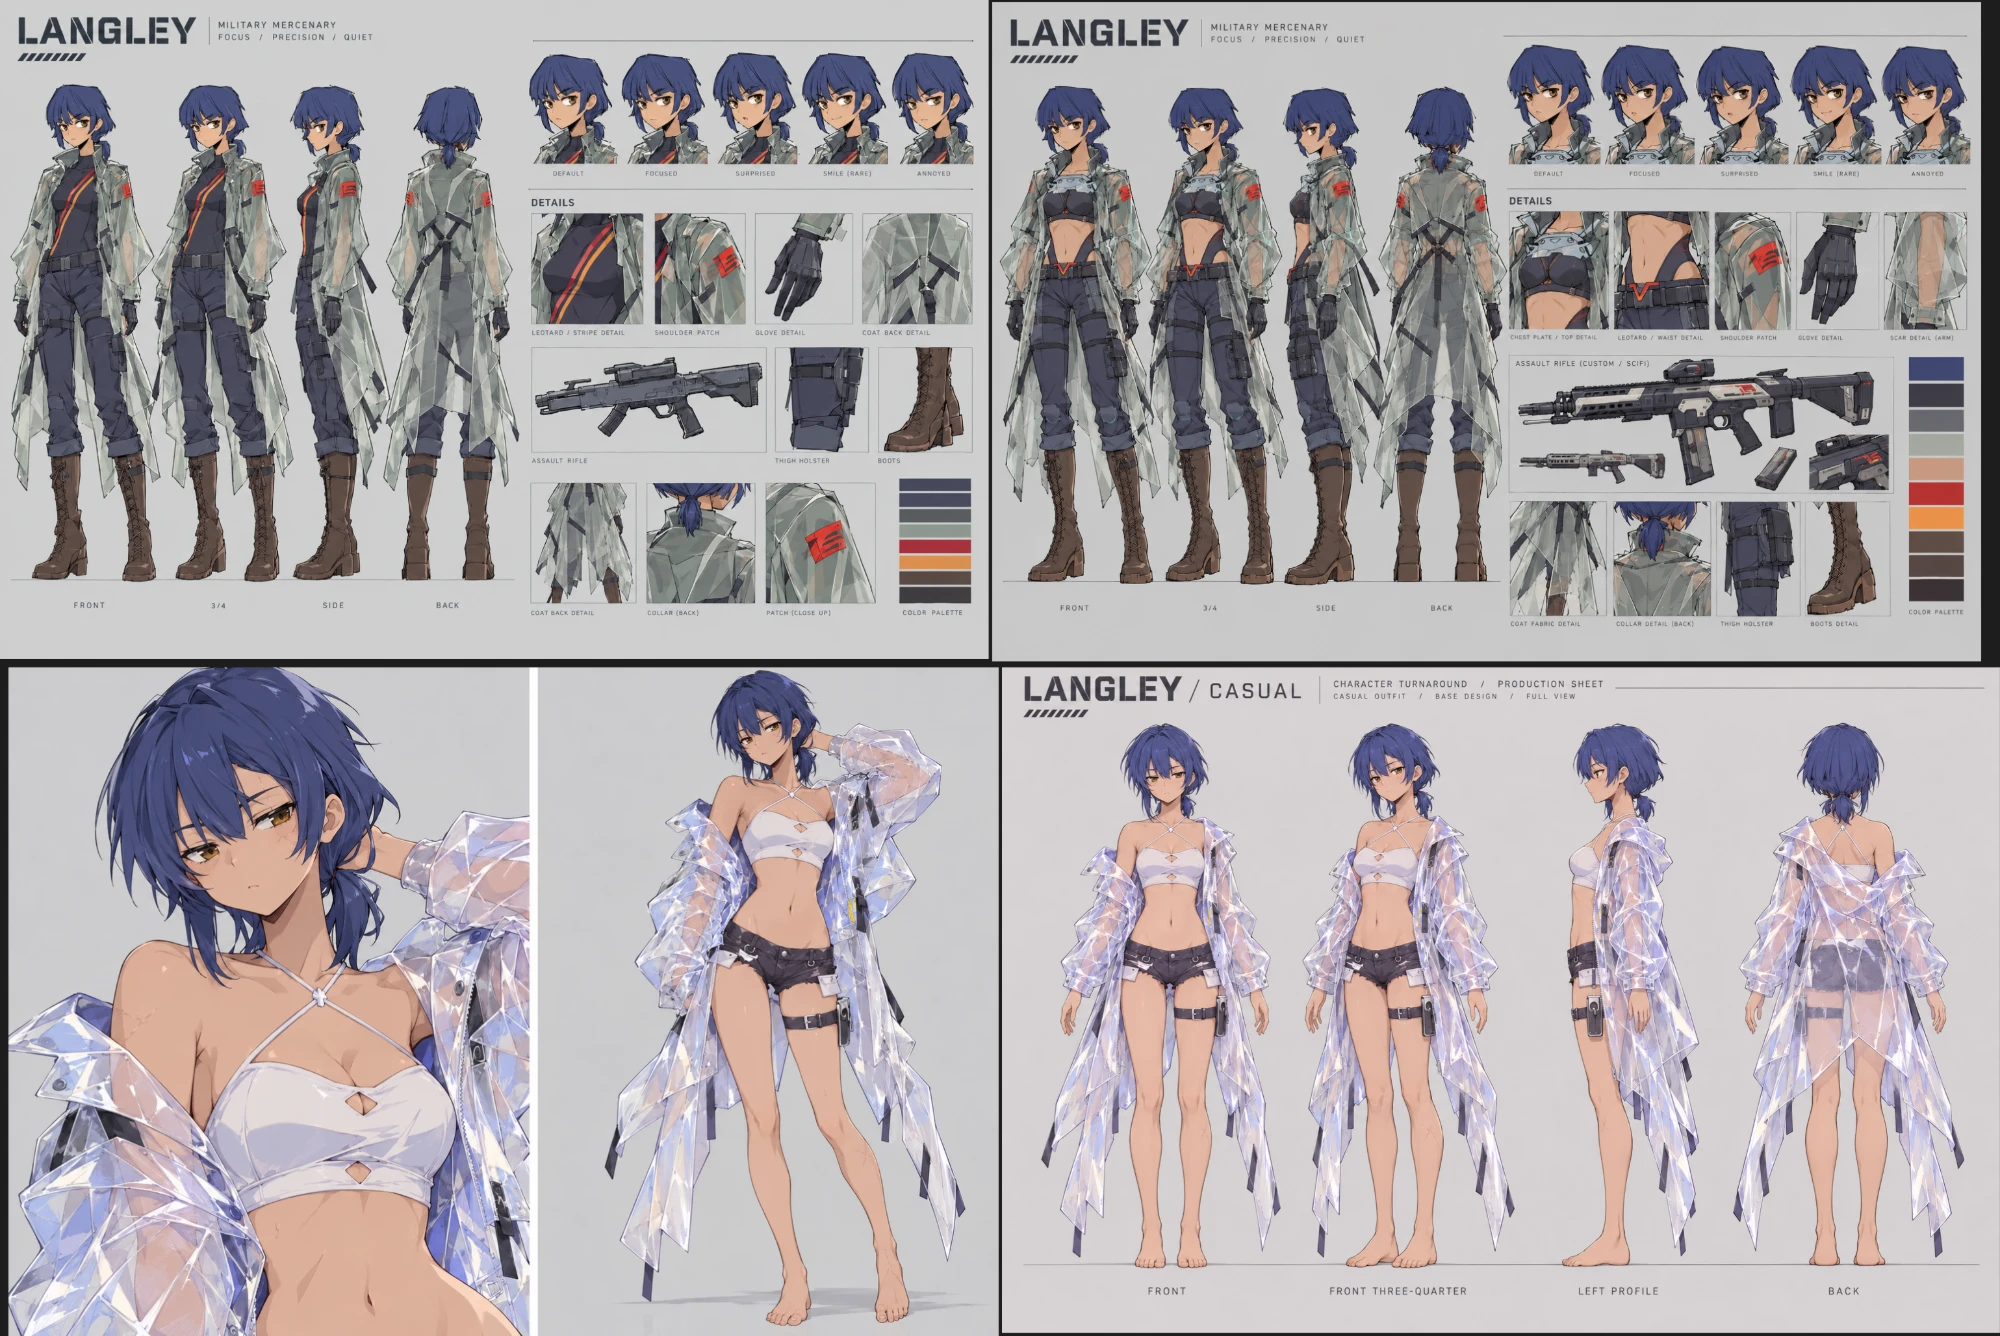 LANGLEY
MILITARY MERCENARY
FOCUS / PRECISION / QUIET
DEFAULT
FOCUSED
SURPRISED
SMILE (RARE)
ANNOYED
DETAILS
LEOTARD / STRIPE DETAIL
SHOULDER PATCH
GLOVE DETAIL
COAT BACK DETAIL
ASSAULT RIFLE
THIGH HOLSTER
BOOTS
COAT BACK DETAIL
COLLAR (BACK)
PATCH (CLOSE UP)
COLOR PALETTE
FRONT
3/4
SIDE
BACK
LANGLEY
MILITARY MERCENARY
FOCUS / PRECISION / QUIET
DEFAULT
FOCUSED
SURPRISED
SMILE (RARE)
ANNOYED
DETAILS
CHEST PLATE / TOP DETAIL
LEOTARD / WAIST DETAIL
SHOULDER PATCH
GLOVE DETAIL
SCAR DETAIL (ARM)
ASSAULT RIFLE (CUSTOM / SCIFI)
COAT FABRIC DETAIL
COLLAR DETAIL (BACK)
THIGH HOLSTER
BOOTS DETAIL
COLOR PALETTE
FRONT
3/4
SIDE
BACK
LANGLEY / CASUAL
CHARACTER TURNAROUND / PRODUCTION SHEET
CASUAL OUTFIT / BASE DESIGN / FULL VIEW
FRONT
FRONT THREE-QUARTER
LEFT PROFILE
BACK